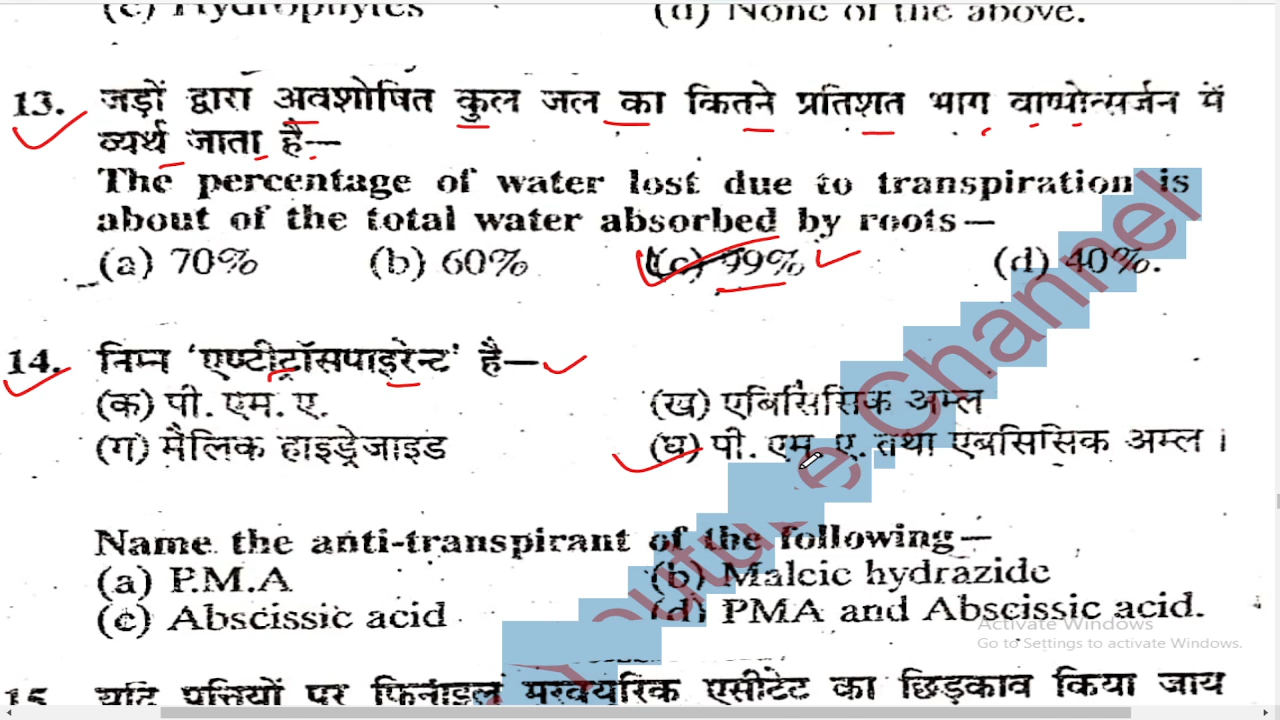 (c) Hydrophytes (d) None of the above.
13. जड़ों द्वारा अवशोषित कुल जल का कितने प्रतिशत भाग वाष्पोत्सर्जन में
व्यर्थ जाता है—
The percentage of water lost due to transpiration is
about of the total water absorbed by roots—
(a) 70% (b) 60% (c) 99% (d) 40%.
14. निम्न 'एण्टीट्रॉसपाइरेन्ट' है—
(क) पी. एम. ए. (ख) एबिसिसिक अम्ल
(ग) मैलिक हाइड्रेजाइड (घ) पी. एम. ए. तथा एबसिसिक अम्ल ।
Name the anti-transpirant of the following—
(a) P.M.A (b) Maleic hydrazide
(c) Abscissic acid (d) PMA and Abscissic acid.
15. यदि पत्तियों पर फिनाइल मरक्यूरिक एसीटेट का छिड़काव किया जाय
Youtube Channel
Activate Windows
Go to Settings to activate Windows.